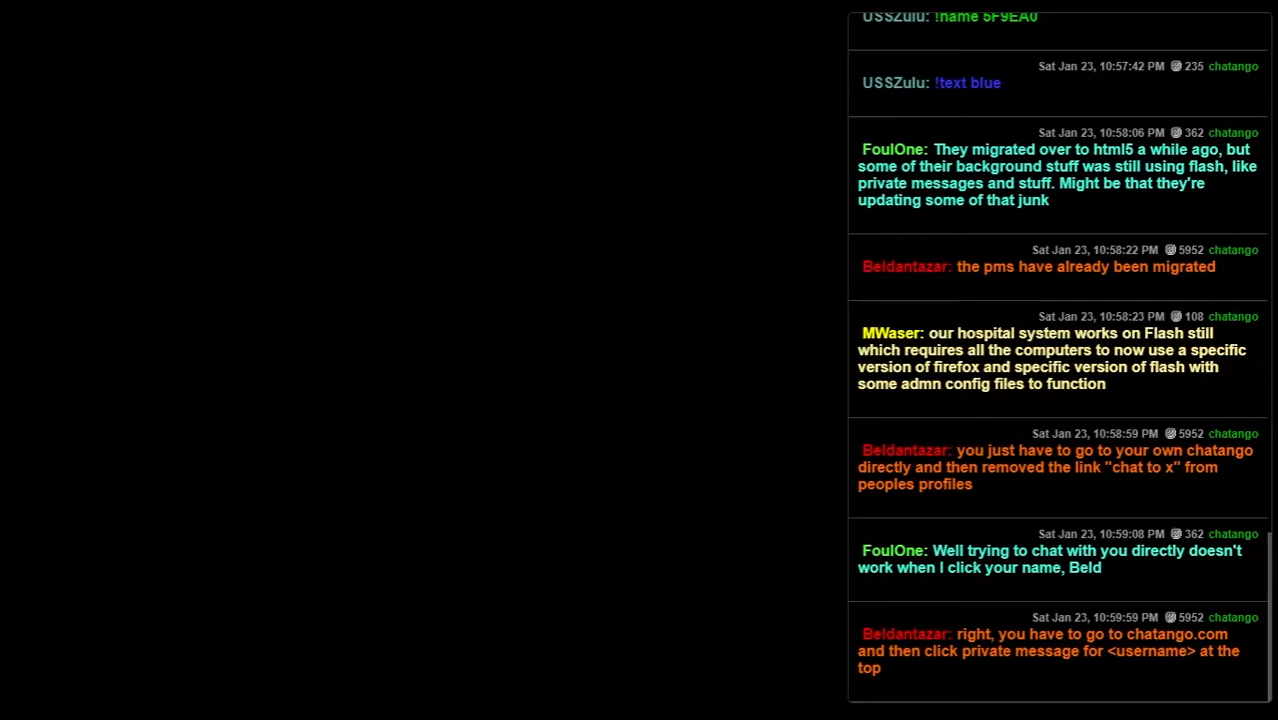 USSZulu: !name 5F9EA0
Sat Jan 23, 10:57:42 PM 235 chatango
USSZulu: !text blue
Sat Jan 23, 10:58:06 PM 362 chatango
FoulOne: They migrated over to html5 a while ago, but
some of their background stuff was still using flash, like
private messages and stuff. Might be that they're
updating some of that junk
Sat Jan 23, 10:58:22 PM 5952 chatango
Beldantazar: the pms have already been migrated
Sat Jan 23, 10:58:23 PM 108 chatango
MWaser: our hospital system works on Flash still
which requires all the computers to now use a specific
version of firefox and specific version of flash with
some admn config files to function
Sat Jan 23, 10:58:59 PM 5952 chatango
Beldantazar: you just have to go to your own chatango
directly and then removed the link "chat to x" from
peoples profiles
Sat Jan 23, 10:59:08 PM 362 chatango
FoulOne: Well trying to chat with you directly doesn't
work when I click your name, Beld
Sat Jan 23, 10:59:59 PM 5952 chatango
Beldantazar: right, you have to go to chatango.com
and then click private message for <username> at the
top